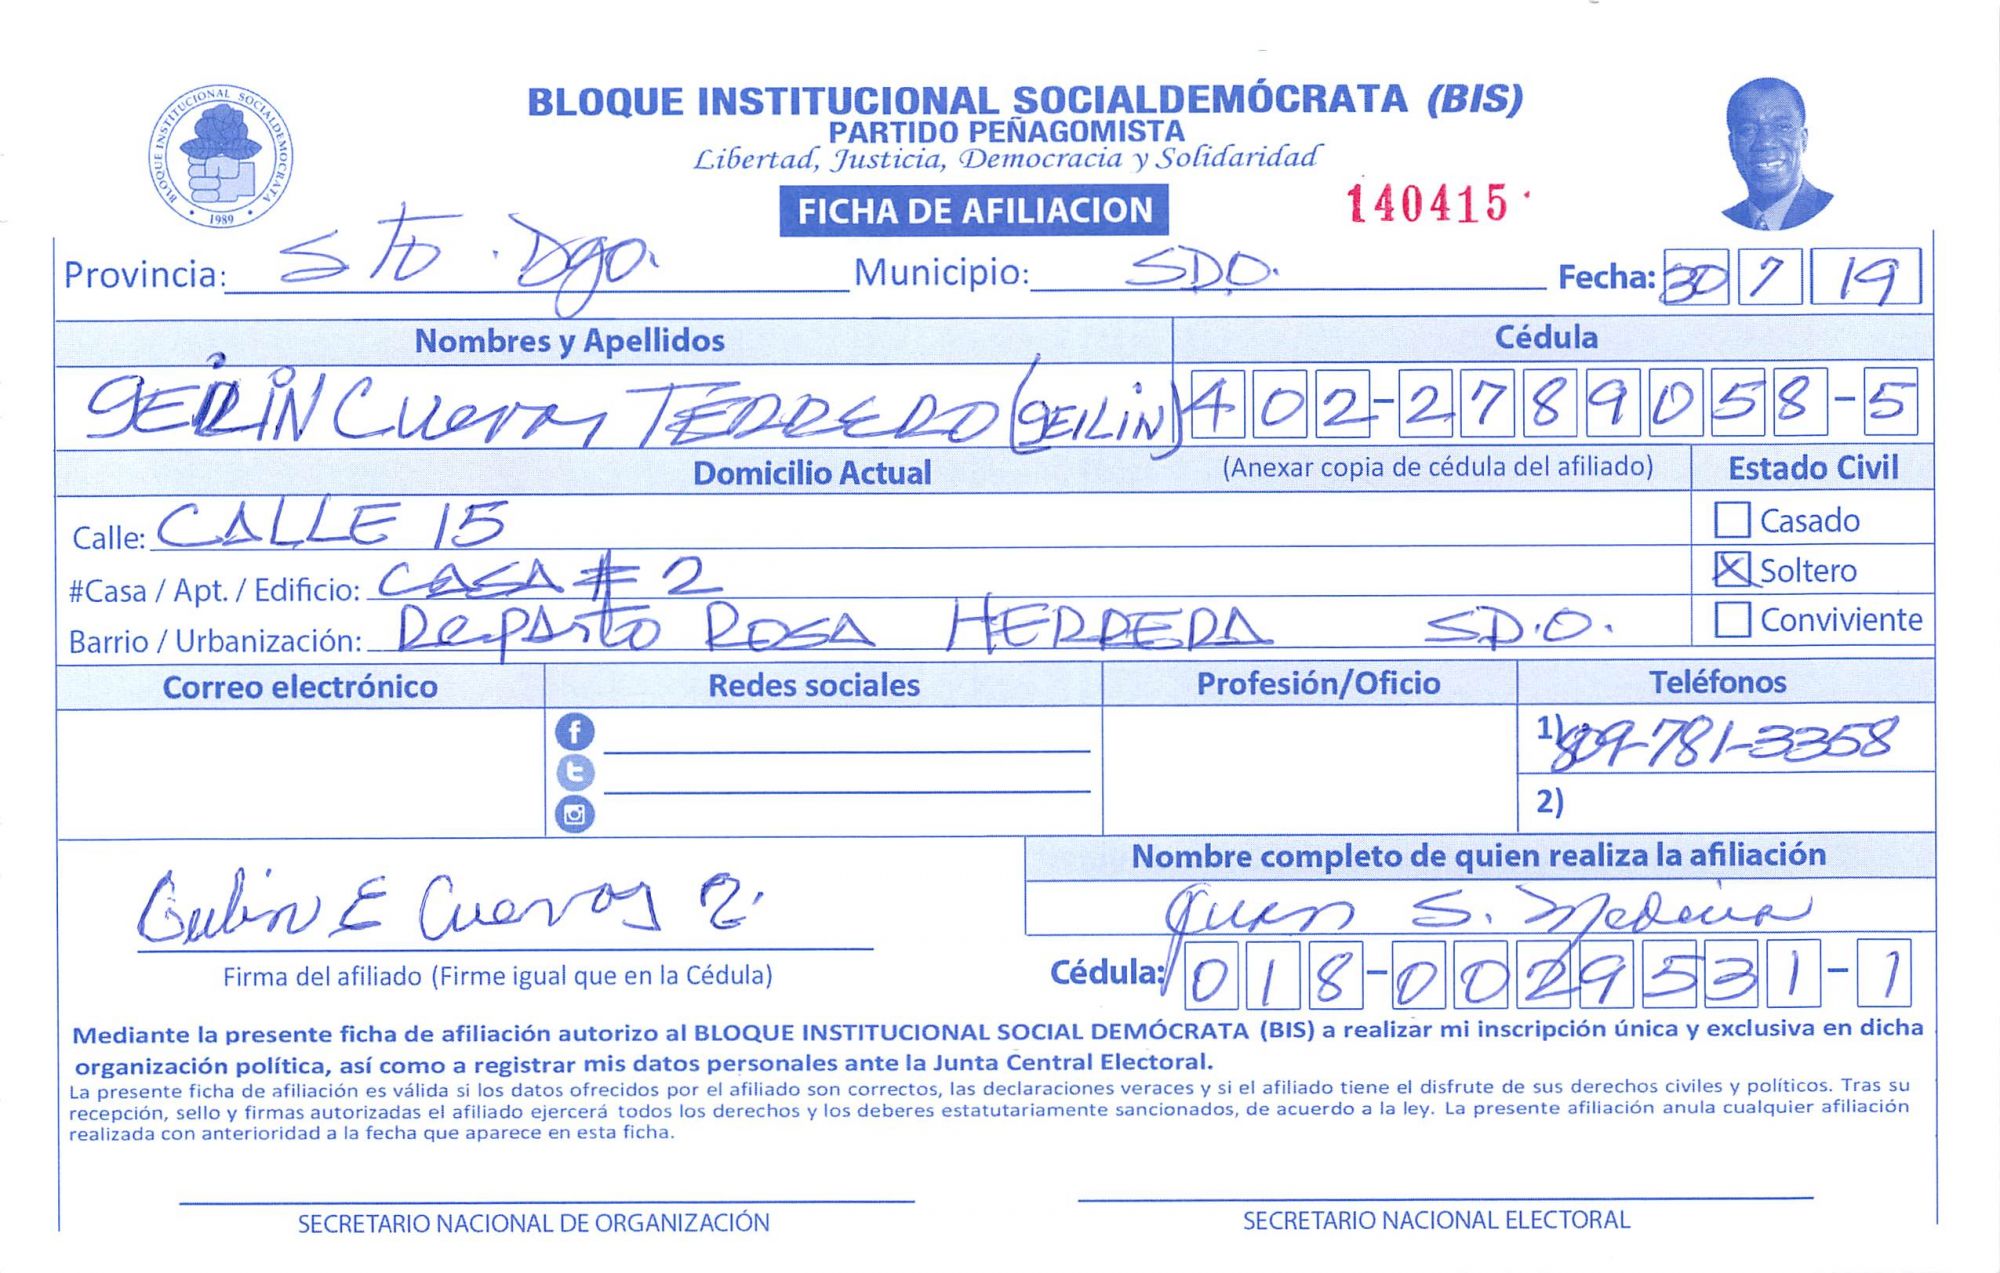 BLOQUE INSTITUCIONAL SOCIALDEMOCRATA
1989
BLOQUE INSTITUCIONAL SOCIALDEMÓCRATA (BIS)
PARTIDO PEÑAGOMISTA
Libertad, Justicia, Democracia y Solidaridad
FICHA DE AFILIACION
140415
Provincia: Sto. Dgo. Municipio: SDO. Fecha: 30 7 19
Nombres y Apellidos Cédula
GEILIN Cuevas TERRERO (GEILIN) 402-2789058-5
Domicilio Actual (Anexar copia de cédula del afiliado) Estado Civil
Calle: CALLE 15 Casado
#Casa / Apt. / Edificio: CASA # 2 Soltero
Barrio / Urbanización: Reparto ROSA HERRERA S.D.O. Conviviente
Correo electrónico Redes sociales Profesión/Oficio Teléfonos
1) 809-781-3358
2)
Nombre completo de quien realiza la afiliación
Geilin E Cuevas Juan S. Medina
Firma del afiliado (Firme igual que en la Cédula) Cédula: 018-0029531-1
Mediante la presente ficha de afiliación autorizo al BLOQUE INSTITUCIONAL SOCIAL DEMÓCRATA (BIS) a realizar mi inscripción única y exclusiva en dicha
organización política, así como a registrar mis datos personales ante la Junta Central Electoral.
La presente ficha de afiliación es válida si los datos ofrecidos por el afiliado son correctos, las declaraciones veraces y si el afiliado tiene el disfrute de sus derechos civiles y políticos. Tras su
recepción, sello y firmas autorizadas el afiliado ejercerá todos los derechos y los deberes estatutariamente sancionados, de acuerdo a la ley. La presente afiliación anula cualquier afiliación
realizada con anterioridad a la fecha que aparece en esta ficha.
SECRETARIO NACIONAL DE ORGANIZACIÓN SECRETARIO NACIONAL ELECTORAL